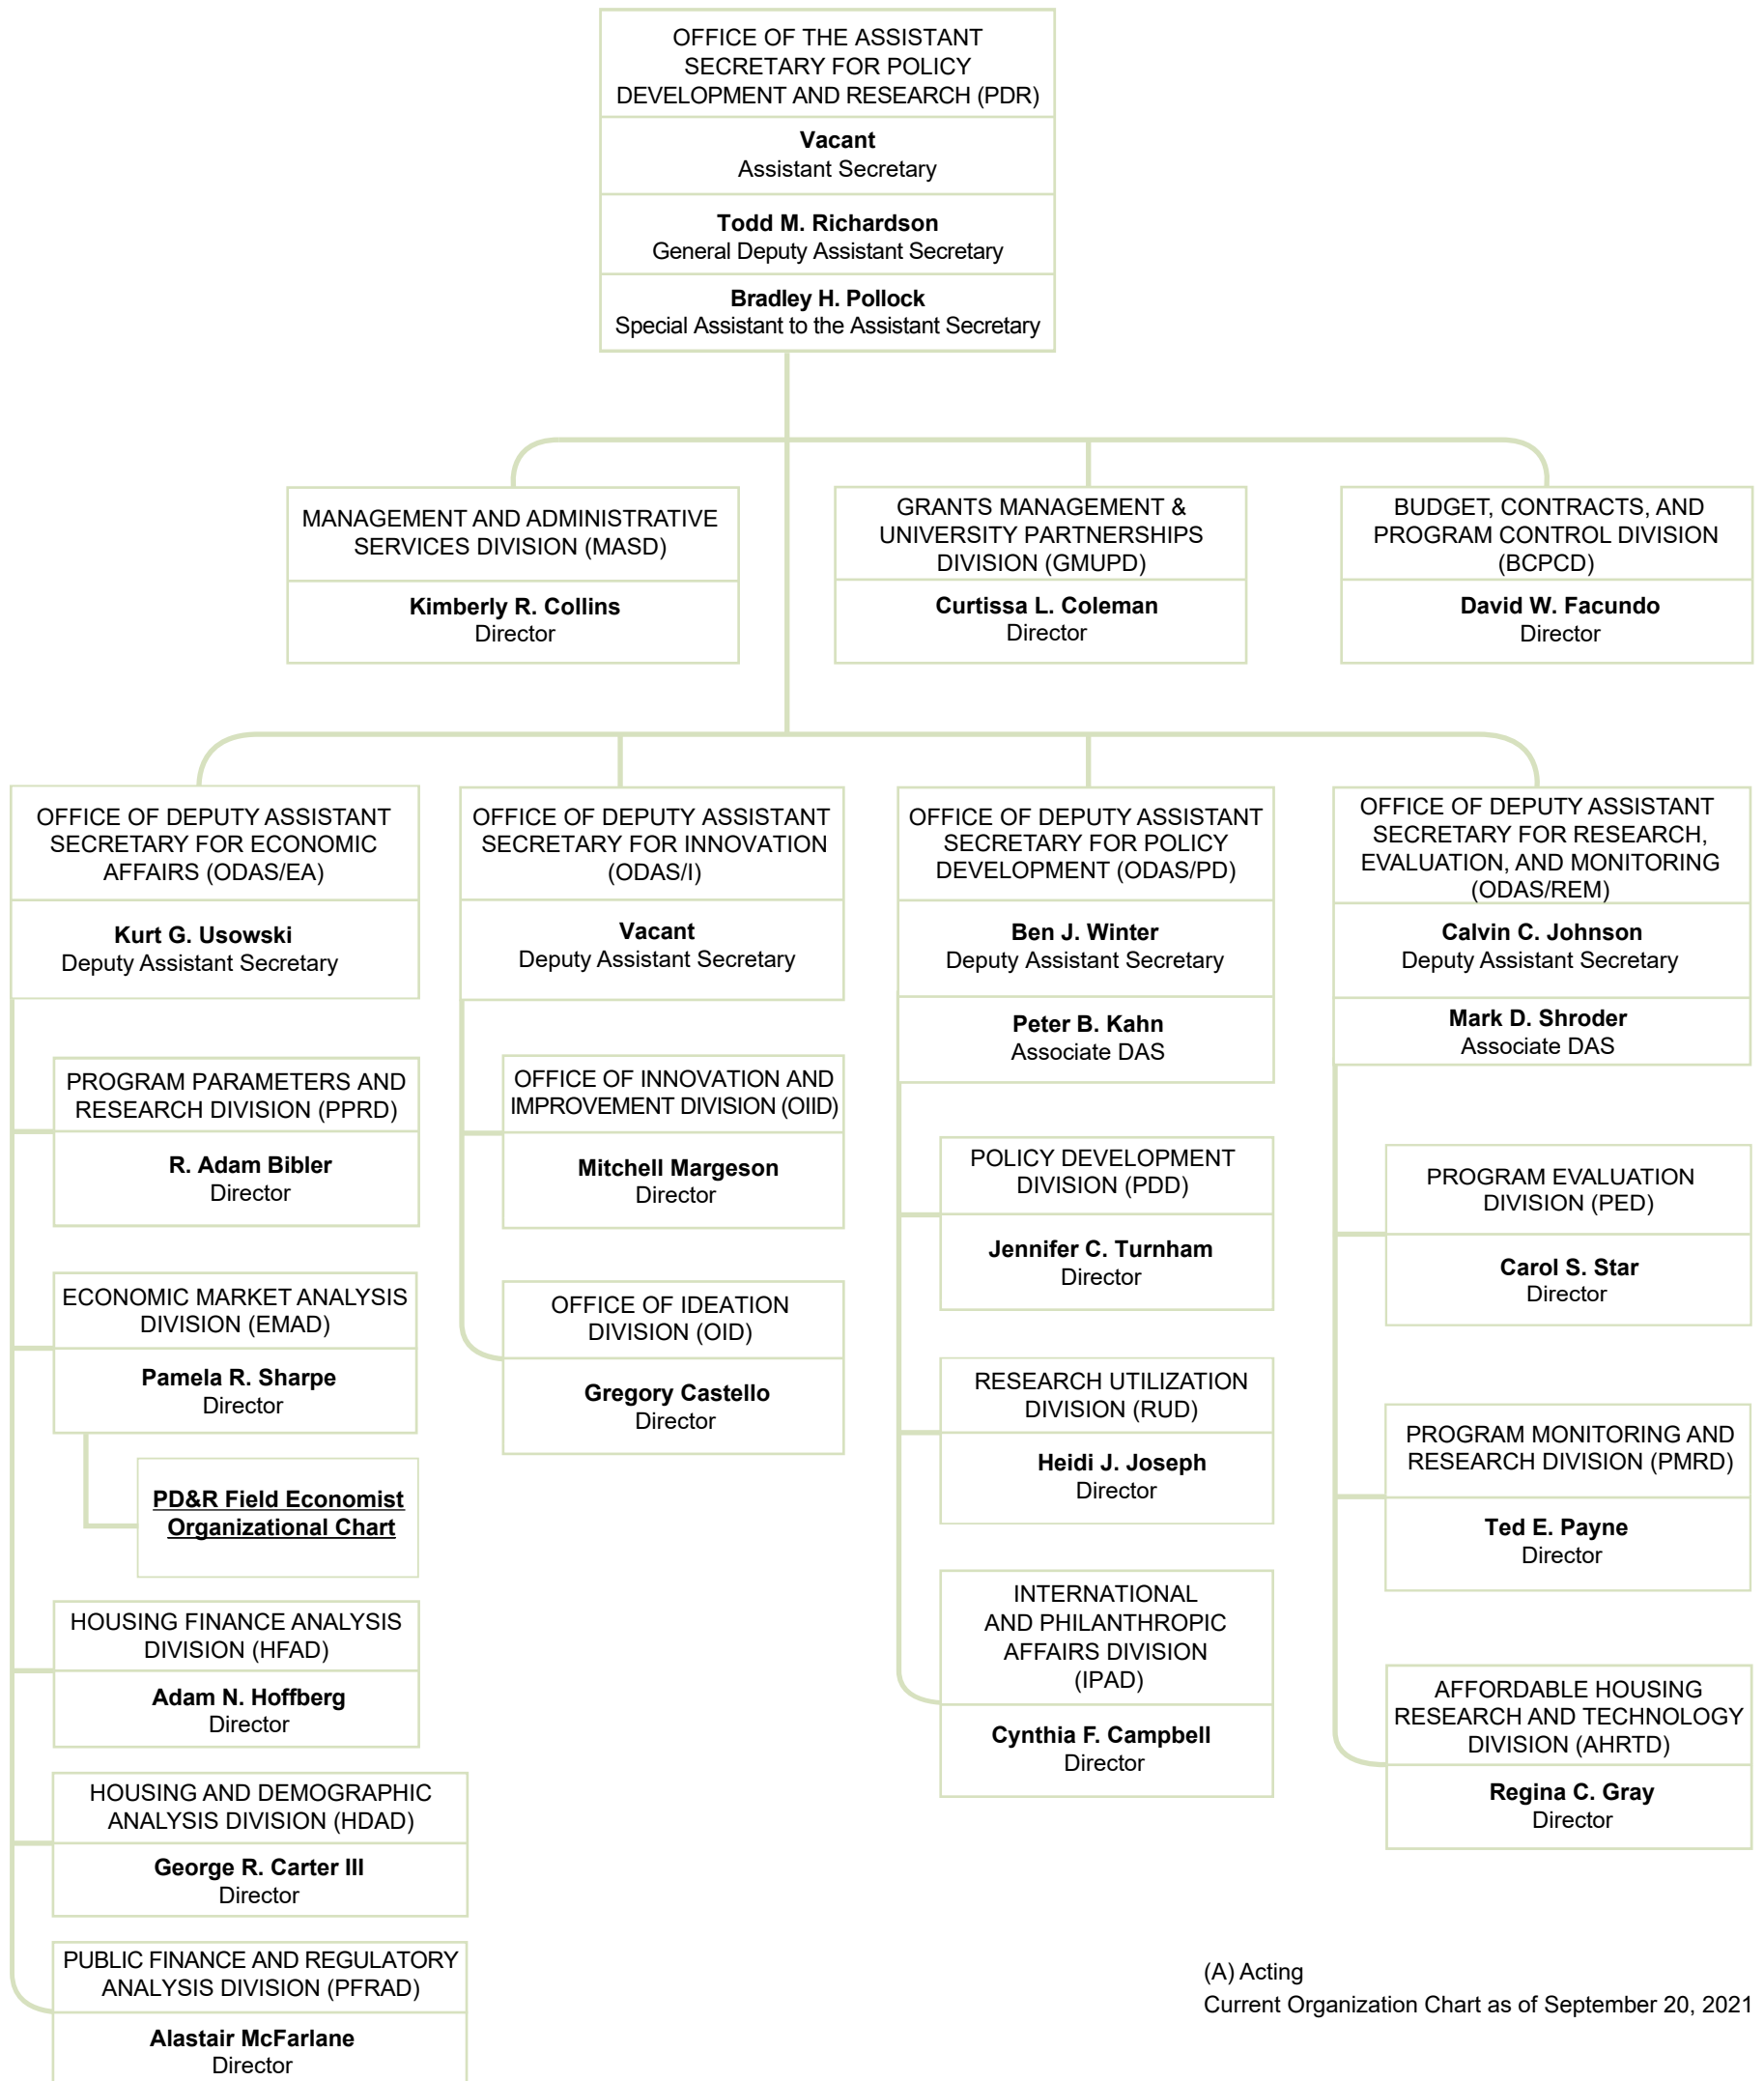 OFFICE OF THE ASSISTANT
SECRETARY FOR POLICY
DEVELOPMENT AND RESEARCH (PDR)
Vacant
Assistant Secretary
Todd M. Richardson
General Deputy Assistant Secretary
Bradley H. Pollock
Special Assistant to the Assistant Secretary
MANAGEMENT AND ADMINISTRATIVE
SERVICES DIVISION (MASD)
Kimberly R. Collins
Director
GRANTS MANAGEMENT &
UNIVERSITY PARTNERSHIPS
DIVISION (GMUPD)
Curtissa L. Coleman
Director
BUDGET, CONTRACTS, AND
PROGRAM CONTROL DIVISION
(BCPCD)
David W. Facundo
Director
OFFICE OF DEPUTY ASSISTANT
SECRETARY FOR ECONOMIC
AFFAIRS (ODAS/EA)
Kurt G. Usowski
Deputy Assistant Secretary
PROGRAM PARAMETERS AND
RESEARCH DIVISION (PPRD)
R. Adam Bibler
Director
ECONOMIC MARKET ANALYSIS
DIVISION (EMAD)
Pamela R. Sharpe
Director
PD&R Field Economist
Organizational Chart
HOUSING FINANCE ANALYSIS
DIVISION (HFAD)
Adam N. Hoffberg
Director
HOUSING AND DEMOGRAPHIC
ANALYSIS DIVISION (HDAD)
George R. Carter III
Director
PUBLIC FINANCE AND REGULATORY
ANALYSIS DIVISION (PFRAD)
Alastair McFarlane
Director
OFFICE OF DEPUTY ASSISTANT
SECRETARY FOR INNOVATION
(ODAS/I)
Vacant
Deputy Assistant Secretary
OFFICE OF INNOVATION AND
IMPROVEMENT DIVISION (OIID)
Mitchell Margeson
Director
OFFICE OF IDEATION
DIVISION (OID)
Gregory Castello
Director
OFFICE OF DEPUTY ASSISTANT
SECRETARY FOR POLICY
DEVELOPMENT (ODAS/PD)
Ben J. Winter
Deputy Assistant Secretary
Peter B. Kahn
Associate DAS
POLICY DEVELOPMENT
DIVISION (PDD)
Jennifer C. Turnham
Director
RESEARCH UTILIZATION
DIVISION (RUD)
Heidi J. Joseph
Director
INTERNATIONAL
AND PHILANTHROPIC
AFFAIRS DIVISION
(IPAD)
Cynthia F. Campbell
Director
OFFICE OF DEPUTY ASSISTANT
SECRETARY FOR RESEARCH,
EVALUATION, AND MONITORING
(ODAS/REM)
Calvin C. Johnson
Deputy Assistant Secretary
Mark D. Shroder
Associate DAS
PROGRAM EVALUATION
DIVISION (PED)
Carol S. Star
Director
PROGRAM MONITORING AND
RESEARCH DIVISION (PMRD)
Ted E. Payne
Director
AFFORDABLE HOUSING
RESEARCH AND TECHNOLOGY
DIVISION (AHRTD)
Regina C. Gray
Director
(A) Acting
Current Organization Chart as of September 20, 2021